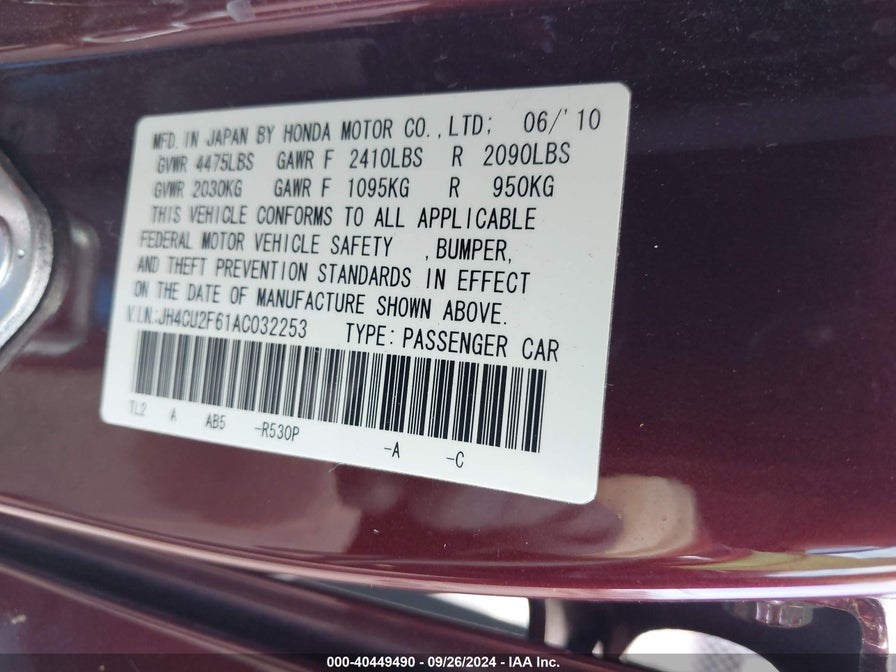 MFD. IN JAPAN BY HONDA MOTOR CO.,LTD; 06/'10
GVWR 4475LBS GAWR F 2410LBS R 2090LBS
GVWR 2030KG GAWR F 1095KG R 950KG
THIS VEHICLE CONFORMS TO ALL APPLICABLE
FEDERAL MOTOR VEHICLE SAFETY , BUMPER,
AND THEFT PREVENTION STANDARDS IN EFFECT
ON THE DATE OF MANUFACTURE SHOWN ABOVE.
V.I.N.:JH4CU2F61AC032253 TYPE: PASSENGER CAR
TL2 A AB5 -R530P -A -C
000-40449490 - 09/26/2024 - IAA Inc.